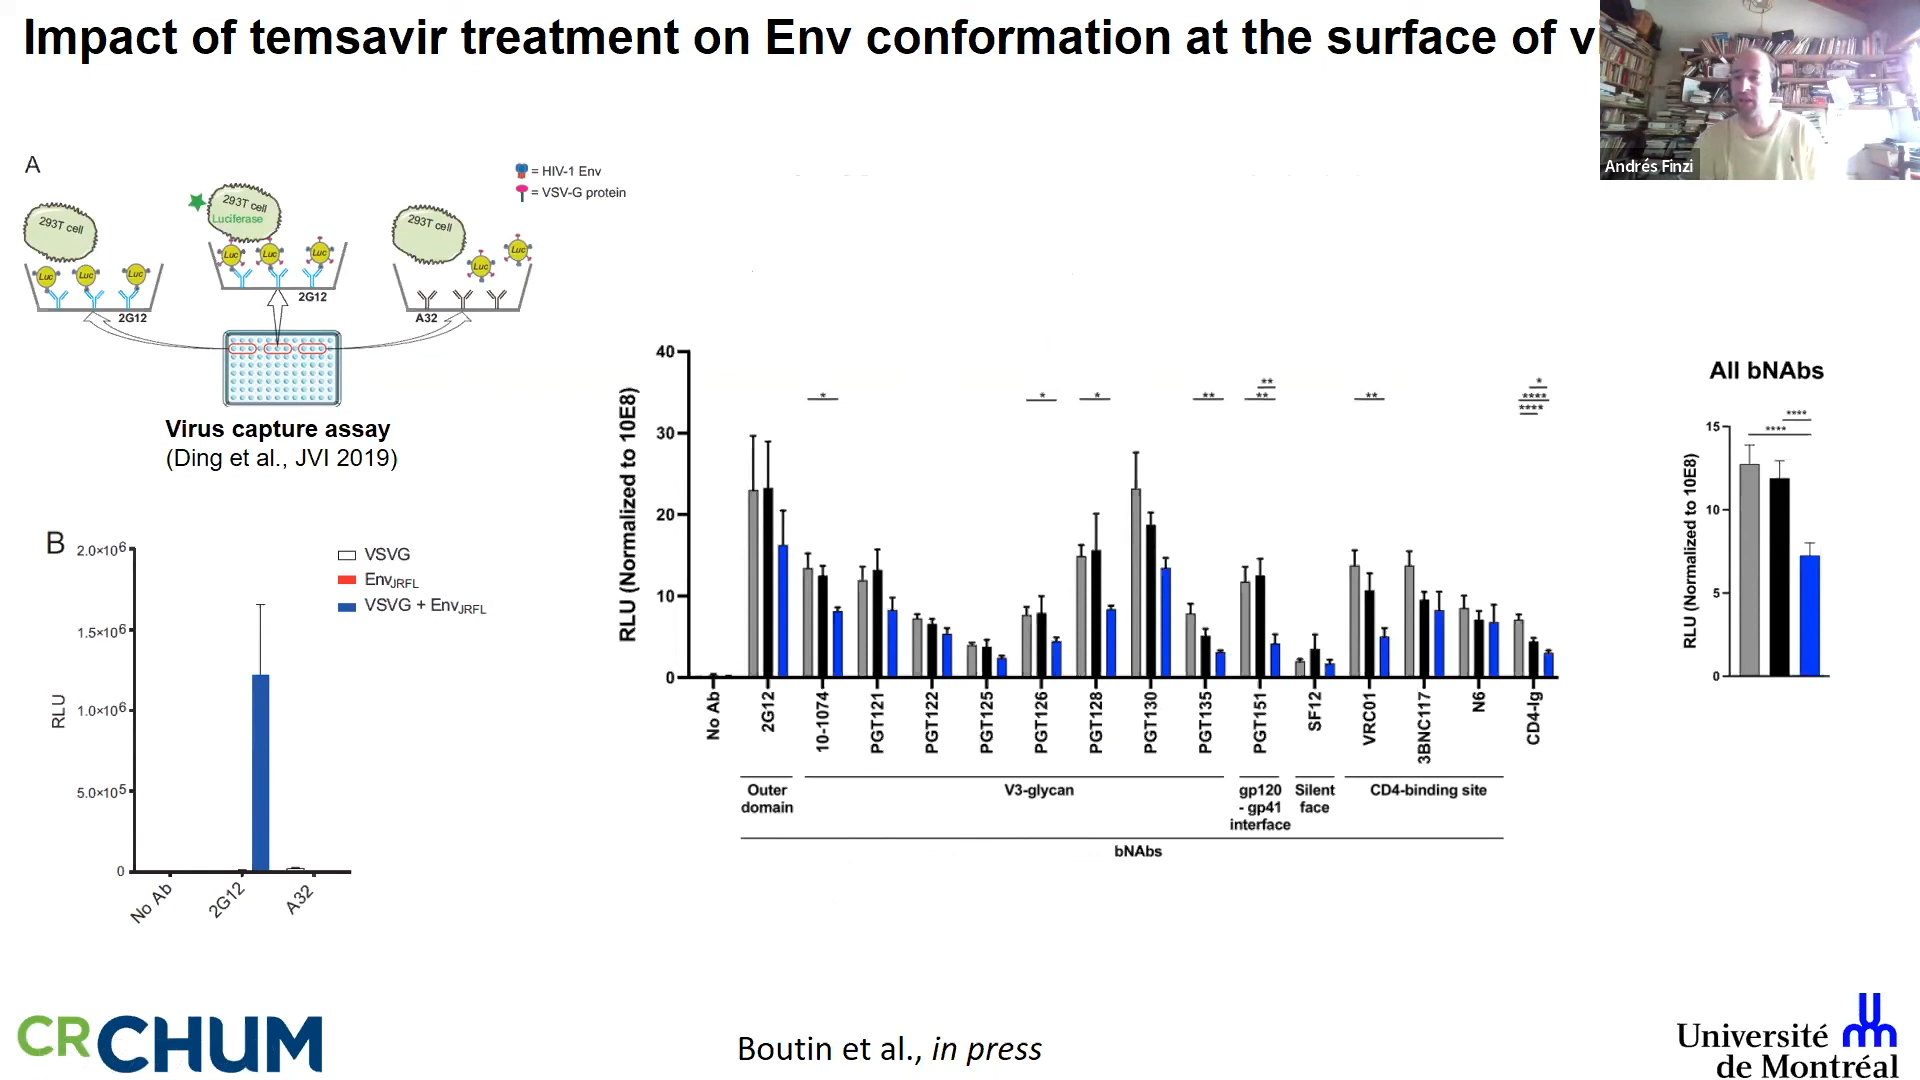 Impact of temsavir treatment on Env conformation at the surface of v
Andrés Finzi
A
= HIV-1 Env
= VSV-G protein
293T cell
293T cell
Luciferase
293T cell
Luc
Luc
Luc
Luc
Luc
Luc
Luc
Luc
2G12
2G12
A32
Virus capture assay
(Ding et al., JVI 2019)
B
VSVG
EnvJRFL
VSVG + EnvJRFL
RLU
2.0×10⁶
1.5×10⁶
1.0×10⁶
5.0×10⁵
0
No Ab
2G12
A32
RLU (Normalized to 10E8)
40
30
20
10
0
*
*
*
**
**
**
**
*
****
****
No Ab
2G12
10-1074
PGT121
PGT122
PGT125
PGT126
PGT128
PGT130
PGT135
PGT151
SF12
VRC01
3BNC117
N6
CD4-Ig
Outer
domain
V3-glycan
gp120
- gp41
interface
Silent
face
CD4-binding site
bNAbs
All bNAbs
RLU (Normalized to 10E8)
15
10
5
0
****
****
CRCHUM
Boutin et al., in press
Université
de Montréal